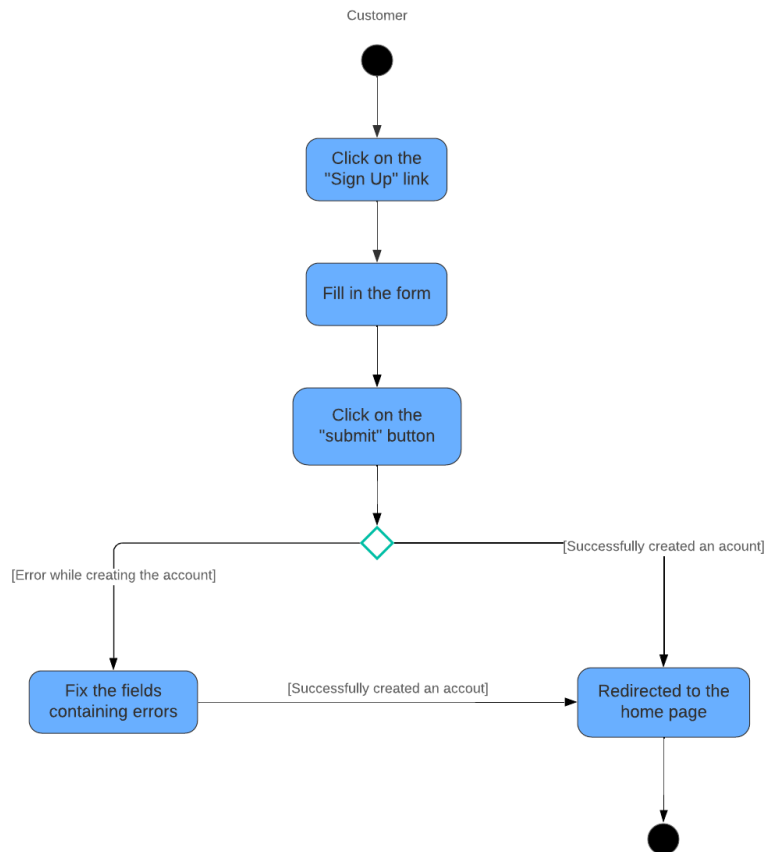 Customer
Click on the
"Sign Up" link
Fill in the form
Click on the
"submit" button
[Successfully created an acount]
[Error while creating the account]
Fix the fields
containing errors
[Successfully created an accout]
Redirected to the
home page